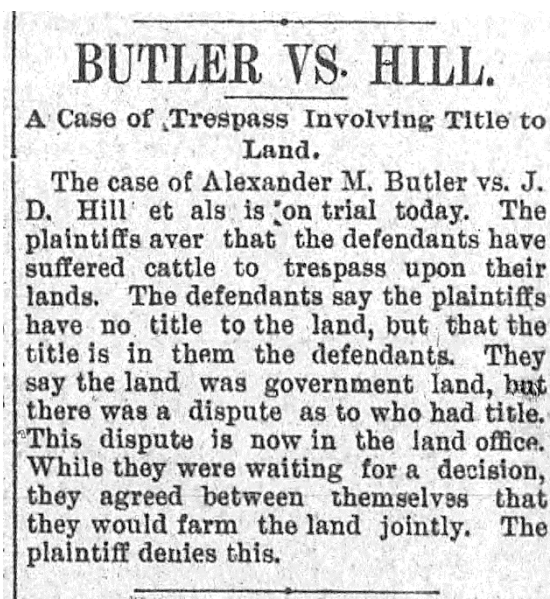 BUTLER VS. HILL.
A Case of Trespass Involving Title to
Land.
The case of Alexander M. Butler vs. J.
D. Hill et als is on trial today. The
plaintiffs aver that the defendants have
suffered cattle to trespass upon their
lands. The defendants say the plaintiffs
have no title to the land, but that the
title is in them the defendants. They
say the land was government land, but
there was a dispute as to who had title.
This dispute is now in the land office.
While they were waiting for a decision,
they agreed between themselves that
they would farm the land jointly. The
plaintiff denies this.